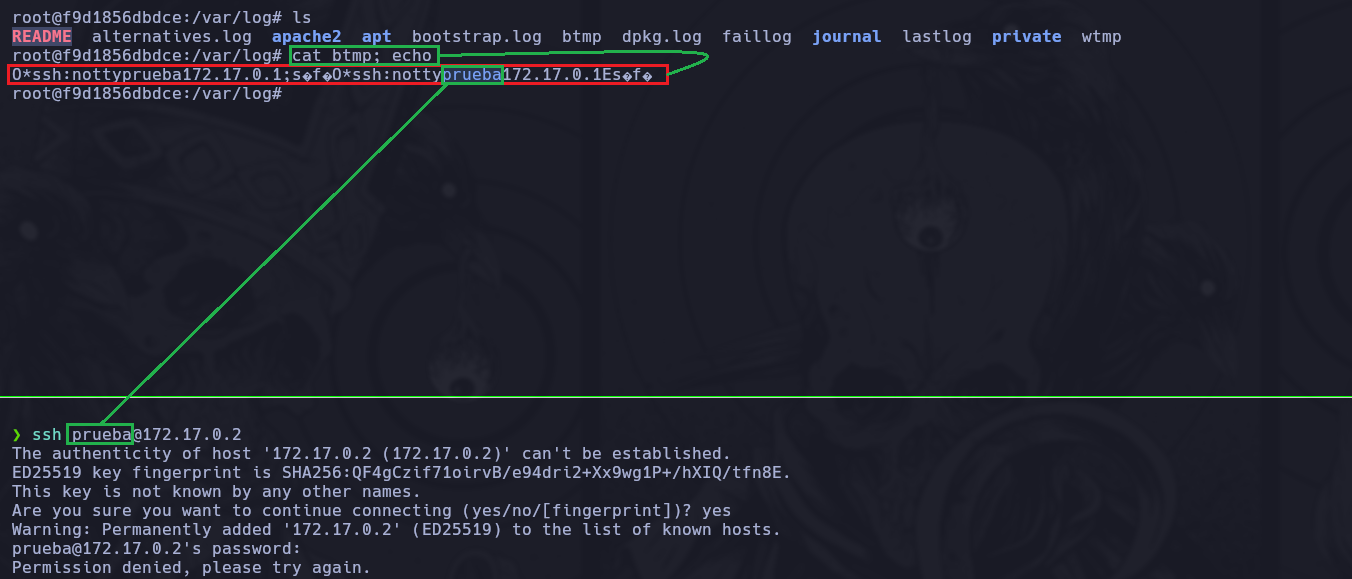 root@f9d1856dbdce:/var/log# ls
README  alternatives.log  apache2  apt  bootstrap.log  btmp  dpkg.log  faillog  journal  lastlog  private  wtmp
root@f9d1856dbdce:/var/log# cat btmp; echo
O*ssh:nottyprueba172.17.0.1;s�f�O*ssh:nottyprueba172.17.0.1Es�f�
root@f9d1856dbdce:/var/log#
❯ ssh prueba@172.17.0.2
The authenticity of host '172.17.0.2 (172.17.0.2)' can't be established.
ED25519 key fingerprint is SHA256:QF4gCzif71oirvB/e94dri2+Xx9wg1P+/hXIQ/tfn8E.
This key is not known by any other names.
Are you sure you want to continue connecting (yes/no/[fingerprint])? yes
Warning: Permanently added '172.17.0.2' (ED25519) to the list of known hosts.
prueba@172.17.0.2's password:
Permission denied, please try again.